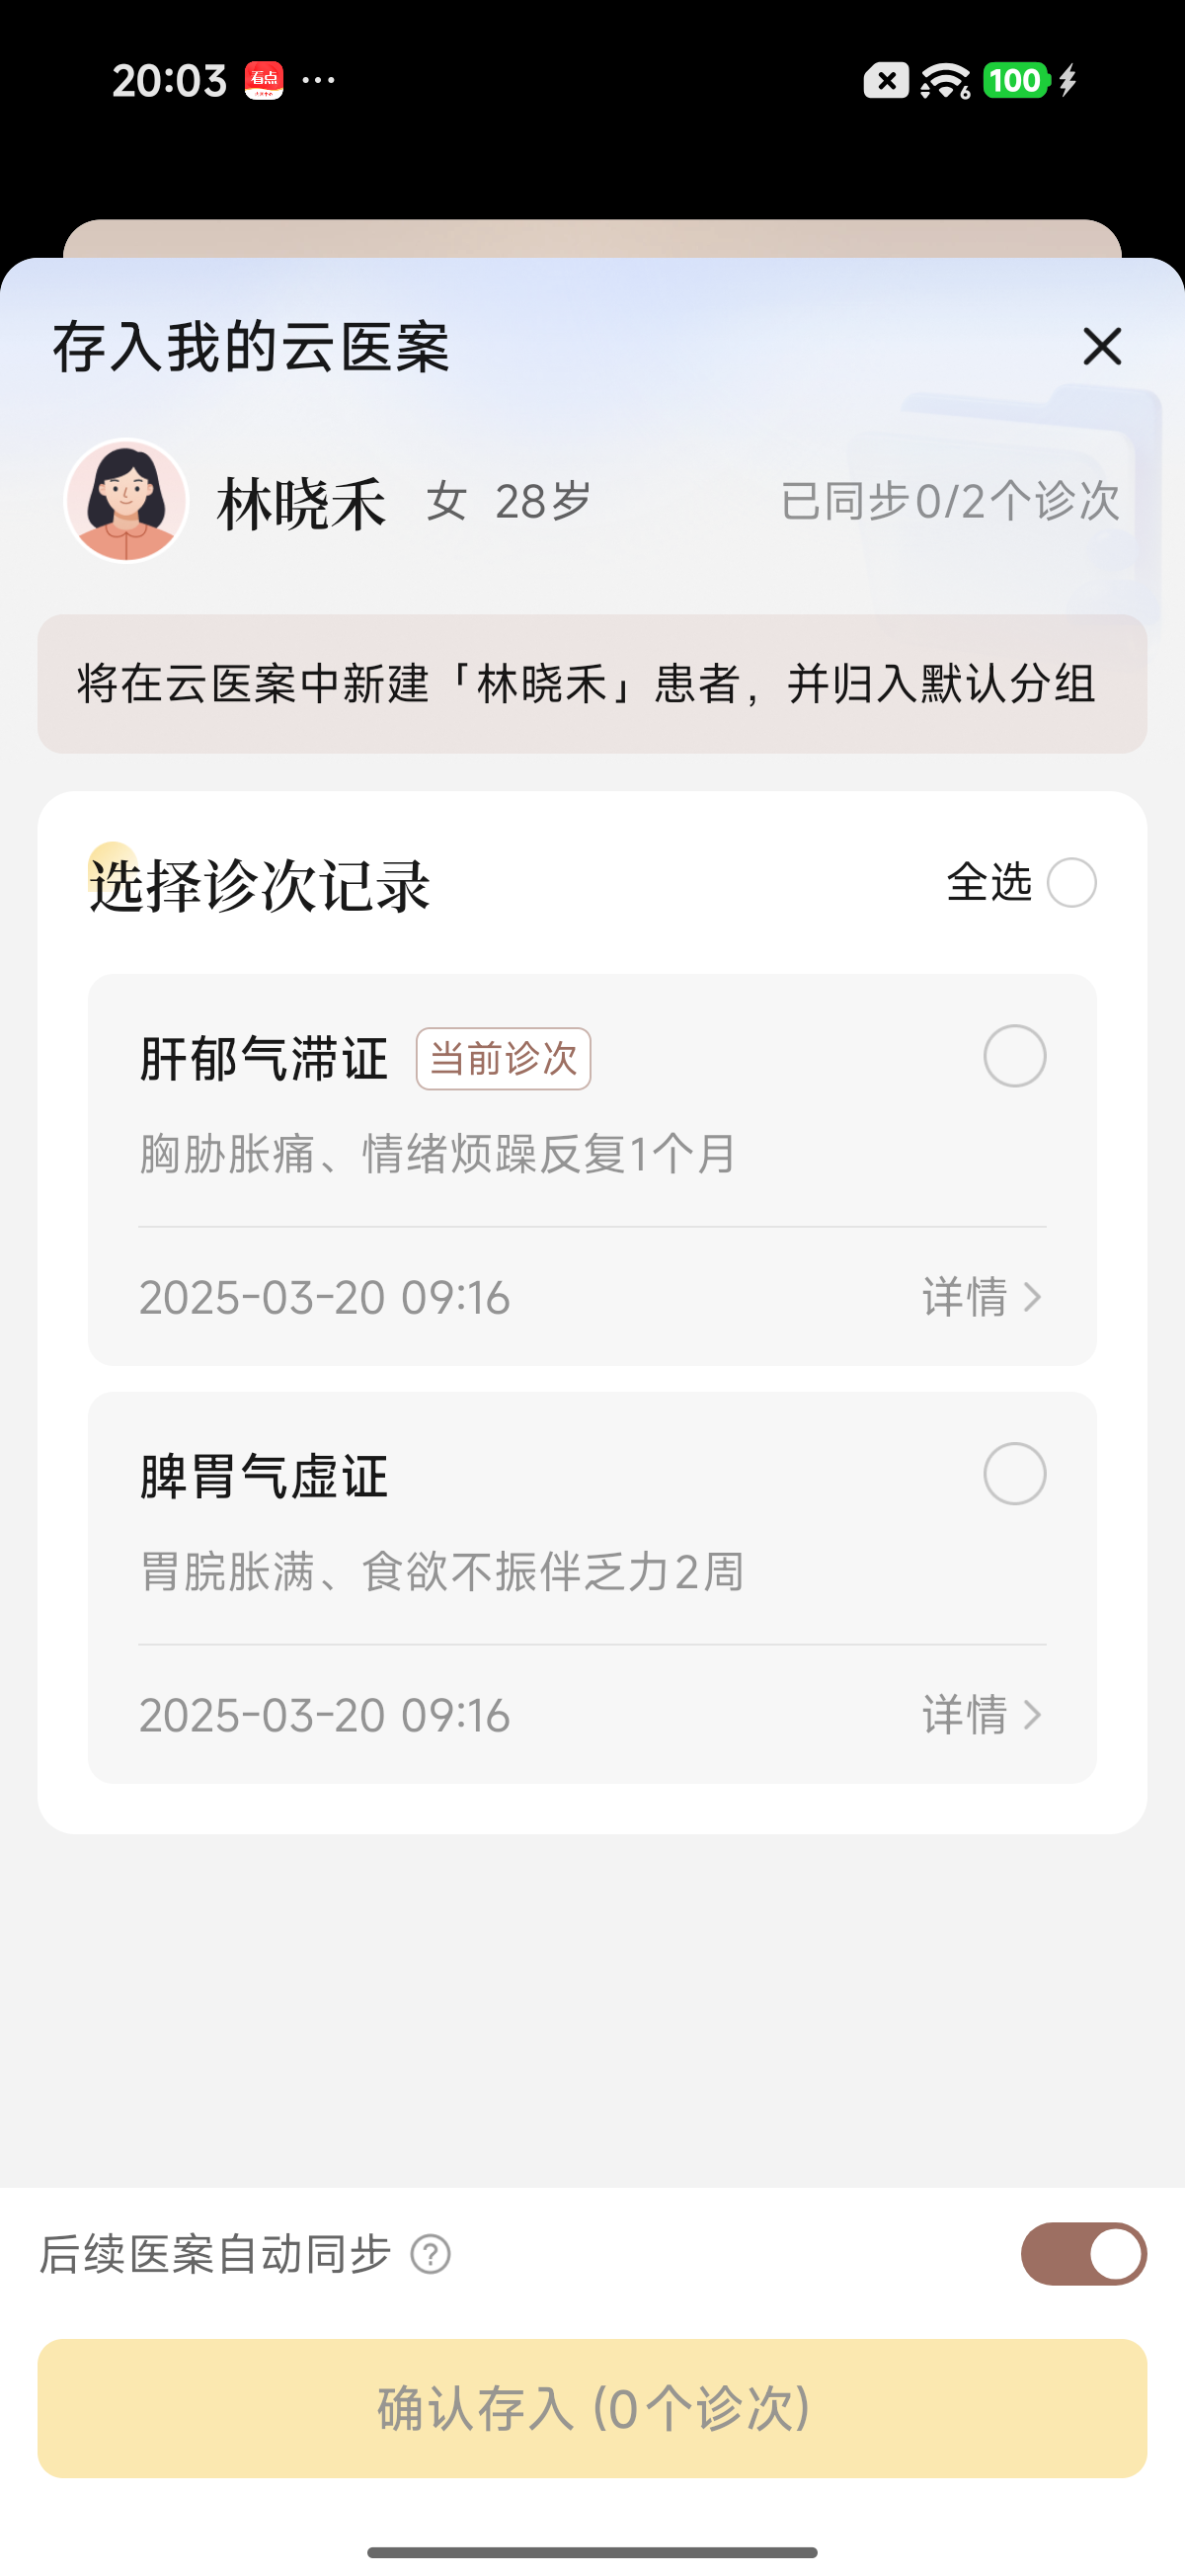 20:03 看点 ...
100
存入我的云医案
林晓禾 女 28岁 已同步0/2个诊次
将在云医案中新建「林晓禾」患者，并归入默认分组
选择诊次记录 全选
肝郁气滞证 当前诊次
胸胁胀痛、情绪烦躁反复1个月
2025-03-20 09:16 详情
脾胃气虚证
胃脘胀满、食欲不振伴乏力2周
2025-03-20 09:16 详情
后续医案自动同步 ?
确认存入 (0个诊次)